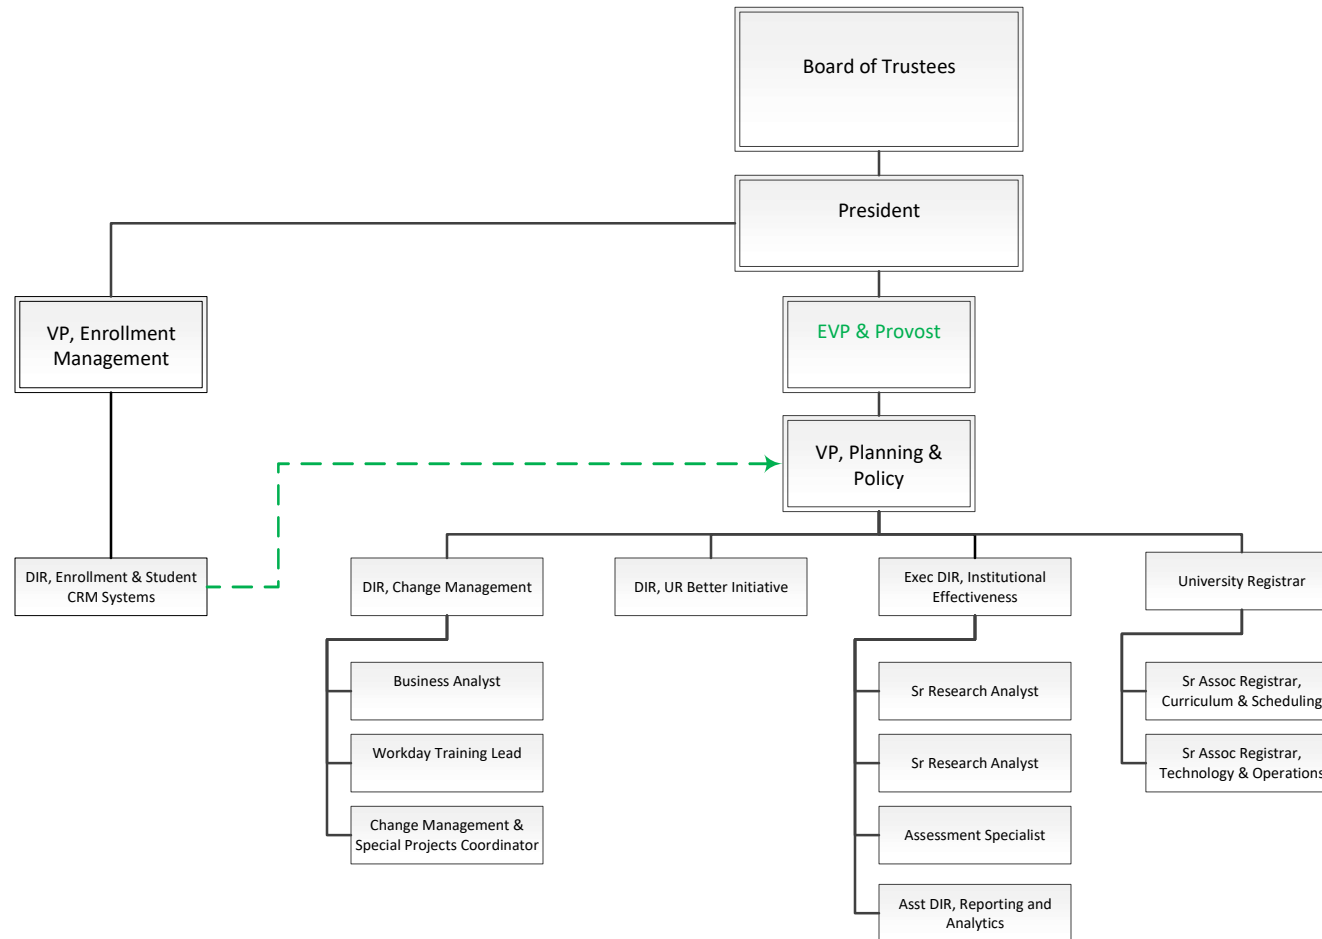 Board of Trustees
President
VP, Enrollment
Management
EVP & Provost
VP, Planning &
Policy
DIR, Enrollment & Student
CRM Systems
DIR, Change Management
DIR, UR Better Initiative
Exec DIR, Institutional
Effectiveness
University Registrar
Business Analyst
Workday Training Lead
Change Management &
Special Projects Coordinator
Sr Research Analyst
Sr Research Analyst
Assessment Specialist
Asst DIR, Reporting and
Analytics
Sr Assoc Registrar,
Curriculum & Scheduling
Sr Assoc Registrar,
Technology & Operations